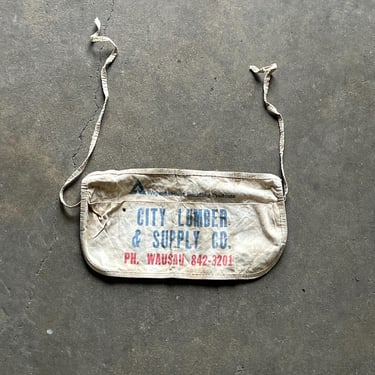 CITY LUMBER
& SUPPLY CO.
PH. WAUSAU 842-3201